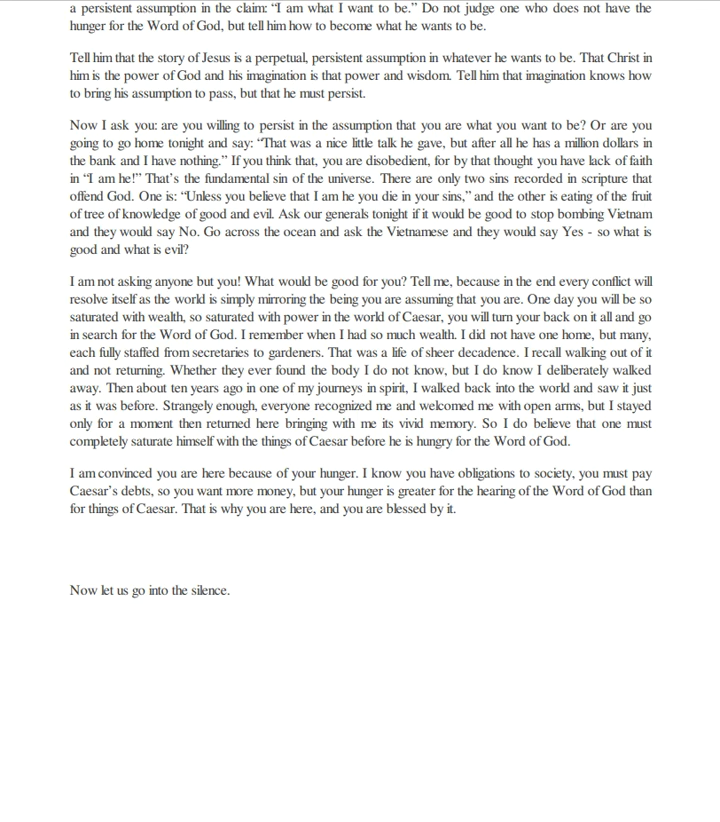 a persistent assumption in the claim: “I am what I want to be.” Do not judge one who does not have the
hunger for the Word of God, but tell him how to become what he wants to be.
Tell him that the story of Jesus is a perpetual, persistent assumption in whatever he wants to be. That Christ in
him is the power of God and his imagination is that power and wisdom. Tell him that imagination knows how
to bring his assumption to pass, but that he must persist.
Now I ask you: are you willing to persist in the assumption that you are what you want to be? Or are you
going to go home tonight and say: “That was a nice little talk he gave, but after all he has a million dollars in
the bank and I have nothing.” If you think that, you are disobedient, for by that thought you have lack of faith
in “I am he!” That’s the fundamental sin of the universe. There are only two sins recorded in scripture that
offend God. One is: “Unless you believe that I am he you die in your sins,” and the other is eating of the fruit
of tree of knowledge of good and evil. Ask our generals tonight if it would be good to stop bombing Vietnam
and they would say No. Go across the ocean and ask the Vietnamese and they would say Yes - so what is
good and what is evil?
I am not asking anyone but you! What would be good for you? Tell me, because in the end every conflict will
resolve itself as the world is simply mirroring the being you are assuming that you are. One day you will be so
saturated with wealth, so saturated with power in the world of Caesar, you will turn your back on it all and go
in search for the Word of God. I remember when I had so much wealth. I did not have one home, but many,
each fully staffed from secretaries to gardeners. That was a life of sheer decadence. I recall walking out of it
and not returning. Whether they ever found the body I do not know, but I do know I deliberately walked
away. Then about ten years ago in one of my journeys in spirit, I walked back into the world and saw it just
as it was before. Strangely enough, everyone recognized me and welcomed me with open arms, but I stayed
only for a moment then returned here bringing with me its vivid memory. So I do believe that one must
completely saturate himself with the things of Caesar before he is hungry for the Word of God.
I am convinced you are here because of your hunger. I know you have obligations to society, you must pay
Caesar’s debts, so you want more money, but your hunger is greater for the hearing of the Word of God than
for things of Caesar. That is why you are here, and you are blessed by it.
Now let us go into the silence.